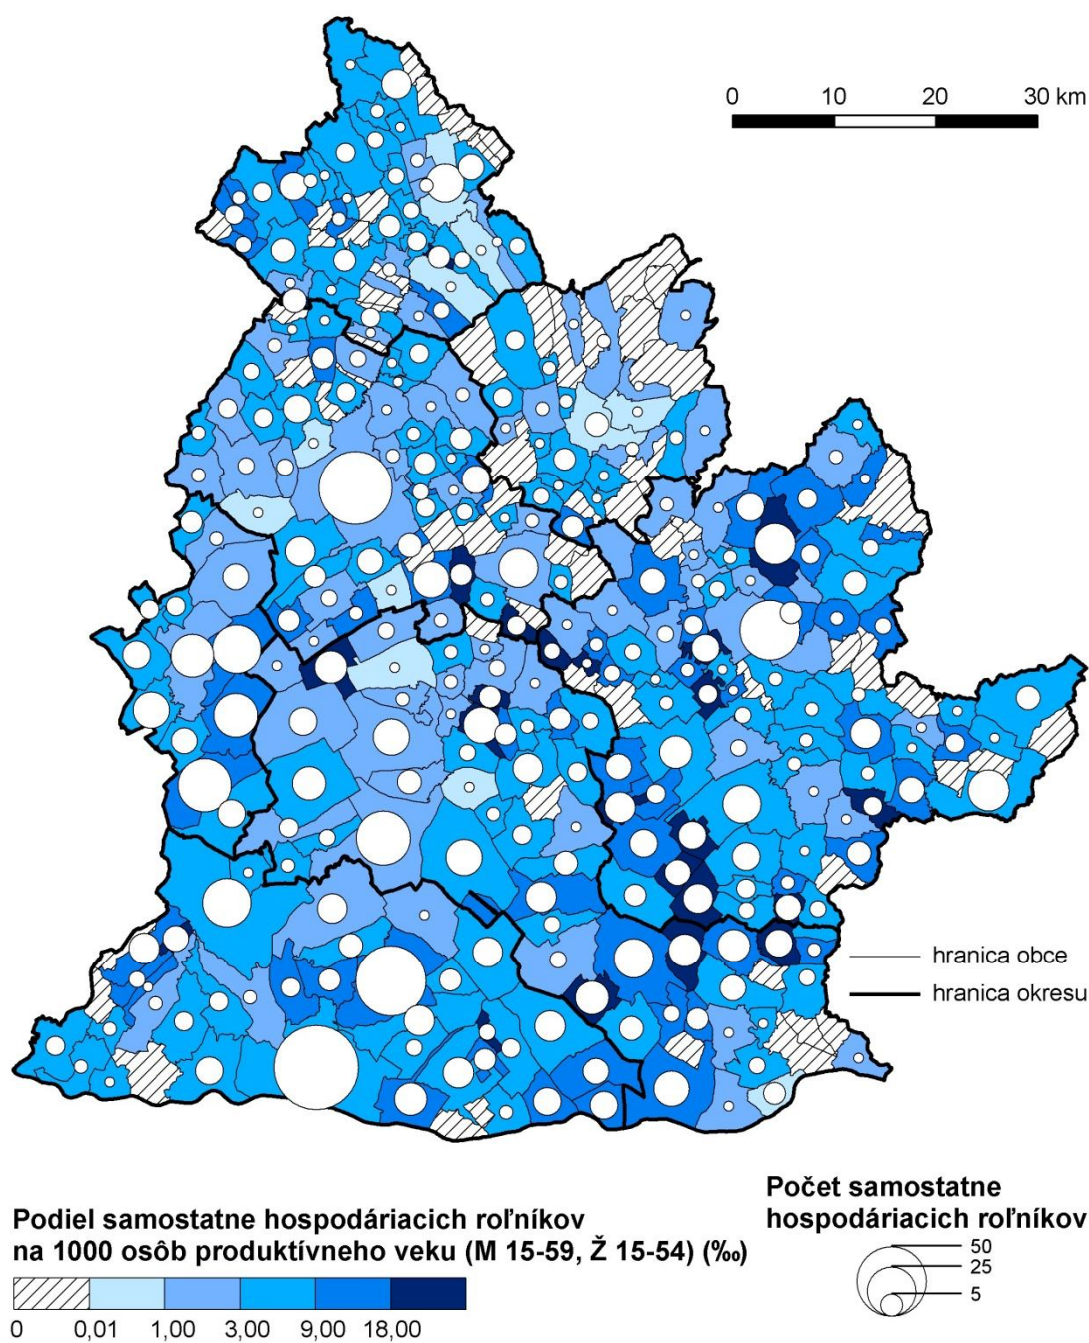 0 10 20 30 km
hranica obce
hranica okresu
Podiel samostatne hospodáriacich roľníkov
na 1000 osôb produktívneho veku (M 15-59, Ž 15-54) (‰)
0 0,01 1,00 3,00 9,00 18,00
Počet samostatne
hospodáriacich roľníkov
50
25
5